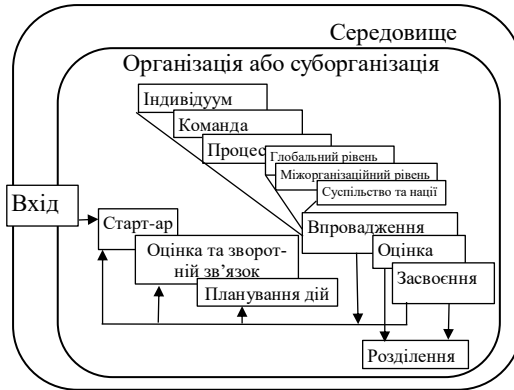 Середовище
Організація або суборганізація
Індивідуум
Команда
Процес
Глобальний рівень
Міжорганізаційний рівень
Суспільство та нації
Вхід
Старт-ар
Впровадження
Оцінка та зворот-
ній зв’язок
Оцінка
Засвоєння
Планування дій
Розділення